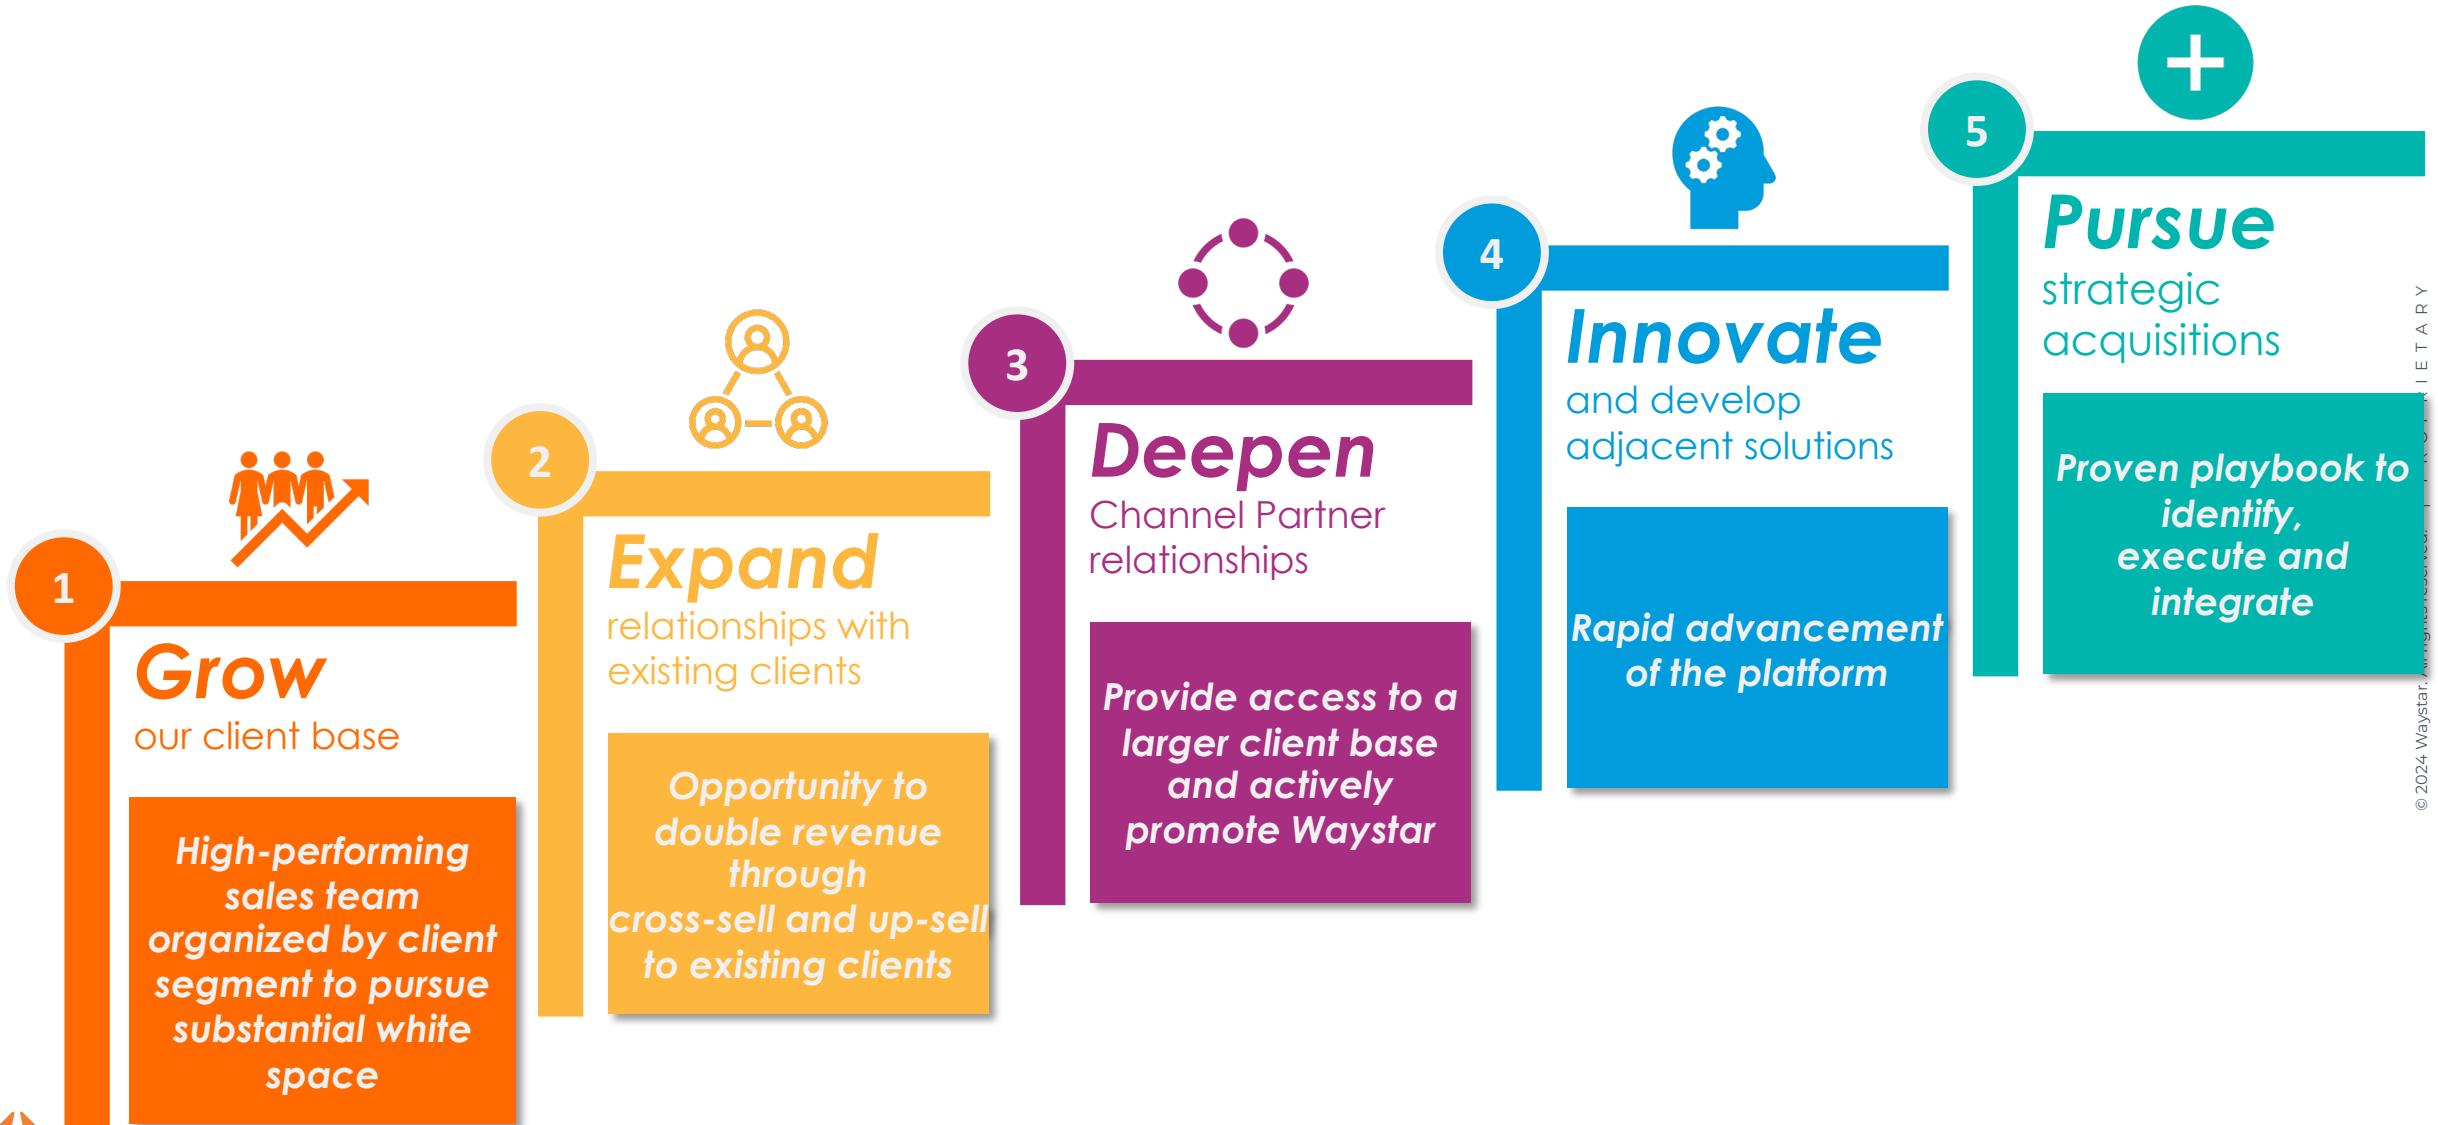 1
Grow
our client base
High-performing
sales team
organized by client
segment to pursue
substantial white
space
2
Expand
relationships with
existing clients
Opportunity to
double revenue
through
cross-sell and up-sell
to existing clients
3
Deepen
Channel Partner
relationships
Provide access to a
larger client base
and actively
promote Waystar
4
Innovate
and develop
adjacent solutions
Rapid advancement
of the platform
5
Pursue
strategic
acquisitions
Proven playbook to
identify,
execute and
integrate
© 2024 Waystar.